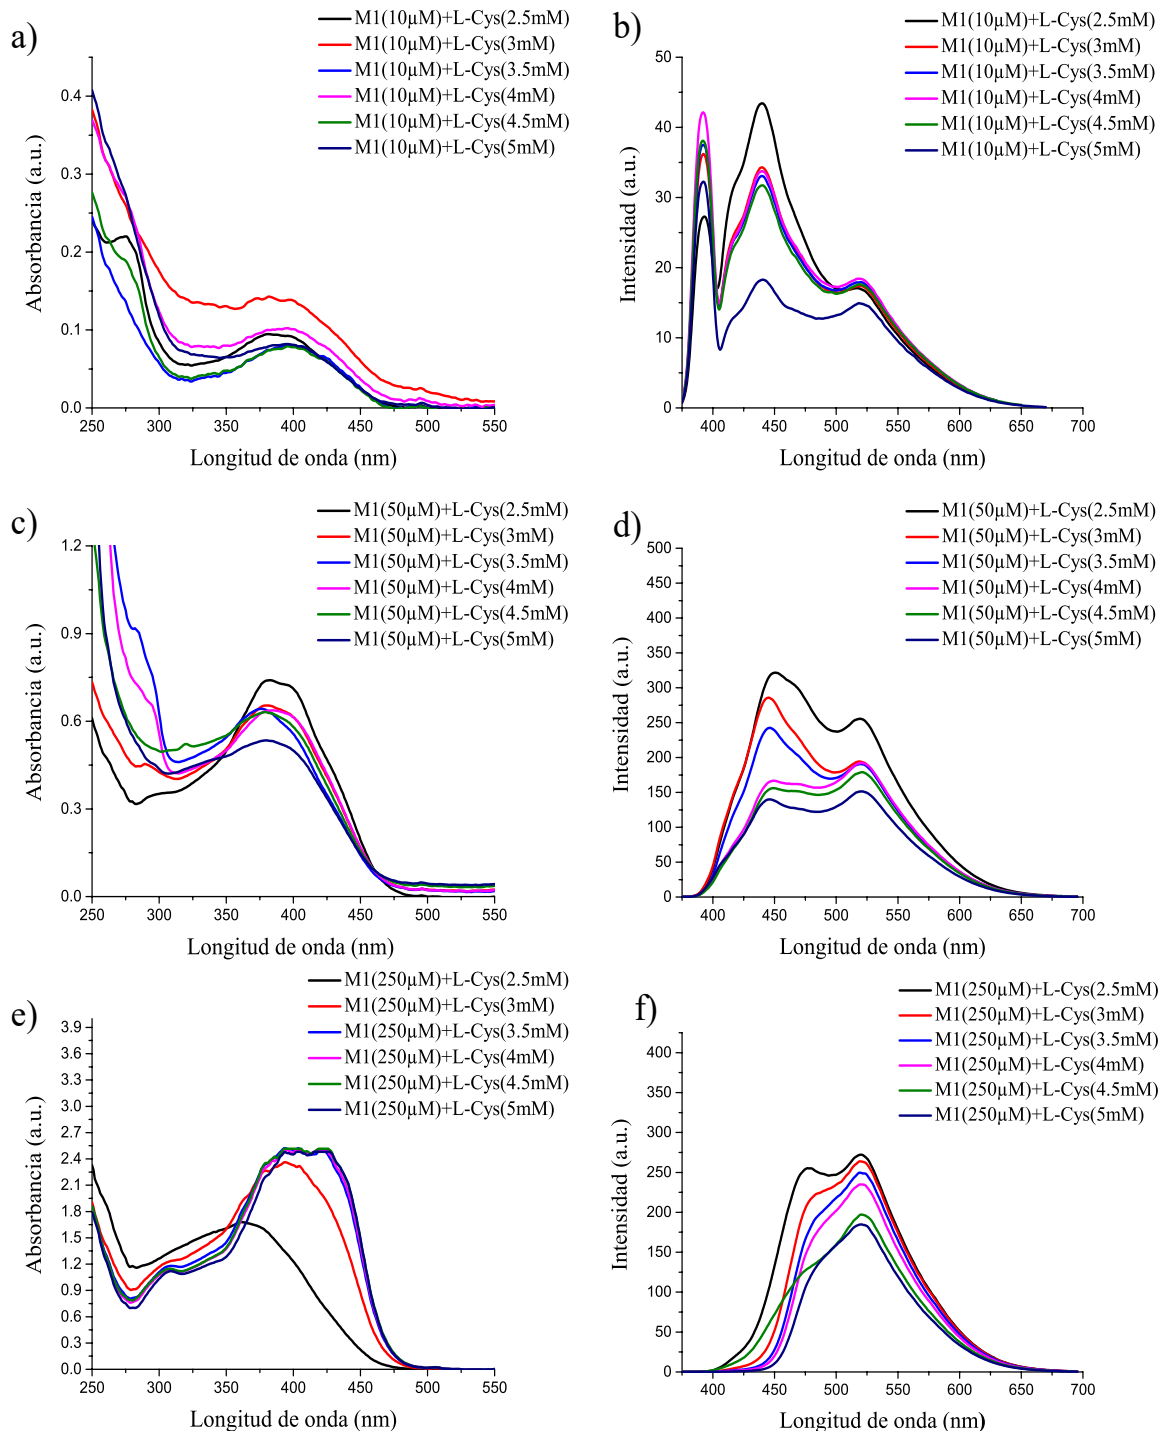 a)
M1(10µM)+L-Cys(2.5mM)
M1(10µM)+L-Cys(3mM)
M1(10µM)+L-Cys(3.5mM)
M1(10µM)+L-Cys(4mM)
M1(10µM)+L-Cys(4.5mM)
M1(10µM)+L-Cys(5mM)
Absorbancia (a.u.)
0.4
0.3
0.2
0.1
0.0
250 300 350 400 450 500 550
Longitud de onda (nm)
b)
M1(10µM)+L-Cys(2.5mM)
M1(10µM)+L-Cys(3mM)
M1(10µM)+L-Cys(3.5mM)
M1(10µM)+L-Cys(4mM)
M1(10µM)+L-Cys(4.5mM)
M1(10µM)+L-Cys(5mM)
Intensidad (a.u.)
50
40
30
20
10
0
400 450 500 550 600 650 700
Longitud de onda (nm)
c)
M1(50µM)+L-Cys(2.5mM)
M1(50µM)+L-Cys(3mM)
M1(50µM)+L-Cys(3.5mM)
M1(50µM)+L-Cys(4mM)
M1(50µM)+L-Cys(4.5mM)
M1(50µM)+L-Cys(5mM)
Absorbancia (a.u.)
1.2
0.9
0.6
0.3
0.0
250 300 350 400 450 500 550
Longitud de onda (nm)
d)
M1(50µM)+L-Cys(2.5mM)
M1(50µM)+L-Cys(3mM)
M1(50µM)+L-Cys(3.5mM)
M1(50µM)+L-Cys(4mM)
M1(50µM)+L-Cys(4.5mM)
M1(50µM)+L-Cys(5mM)
Intensidad (a.u.)
500
450
400
350
300
250
200
150
100
50
0
400 450 500 550 600 650 700
Longitud de onda (nm)
e)
M1(250µM)+L-Cys(2.5mM)
M1(250µM)+L-Cys(3mM)
M1(250µM)+L-Cys(3.5mM)
M1(250µM)+L-Cys(4mM)
M1(250µM)+L-Cys(4.5mM)
M1(250µM)+L-Cys(5mM)
Absorbancia (a.u.)
3.9
3.6
3.3
3.0
2.7
2.4
2.1
1.8
1.5
1.2
0.9
0.6
0.3
0.0
250 300 350 400 450 500 550
Longitud de onda (nm)
f)
M1(250µM)+L-Cys(2.5mM)
M1(250µM)+L-Cys(3mM)
M1(250µM)+L-Cys(3.5mM)
M1(250µM)+L-Cys(4mM)
M1(250µM)+L-Cys(4.5mM)
M1(250µM)+L-Cys(5mM)
Intensidad (a.u.)
400
350
300
250
200
150
100
50
0
400 450 500 550 600 650 700
Longitud de onda (nm)